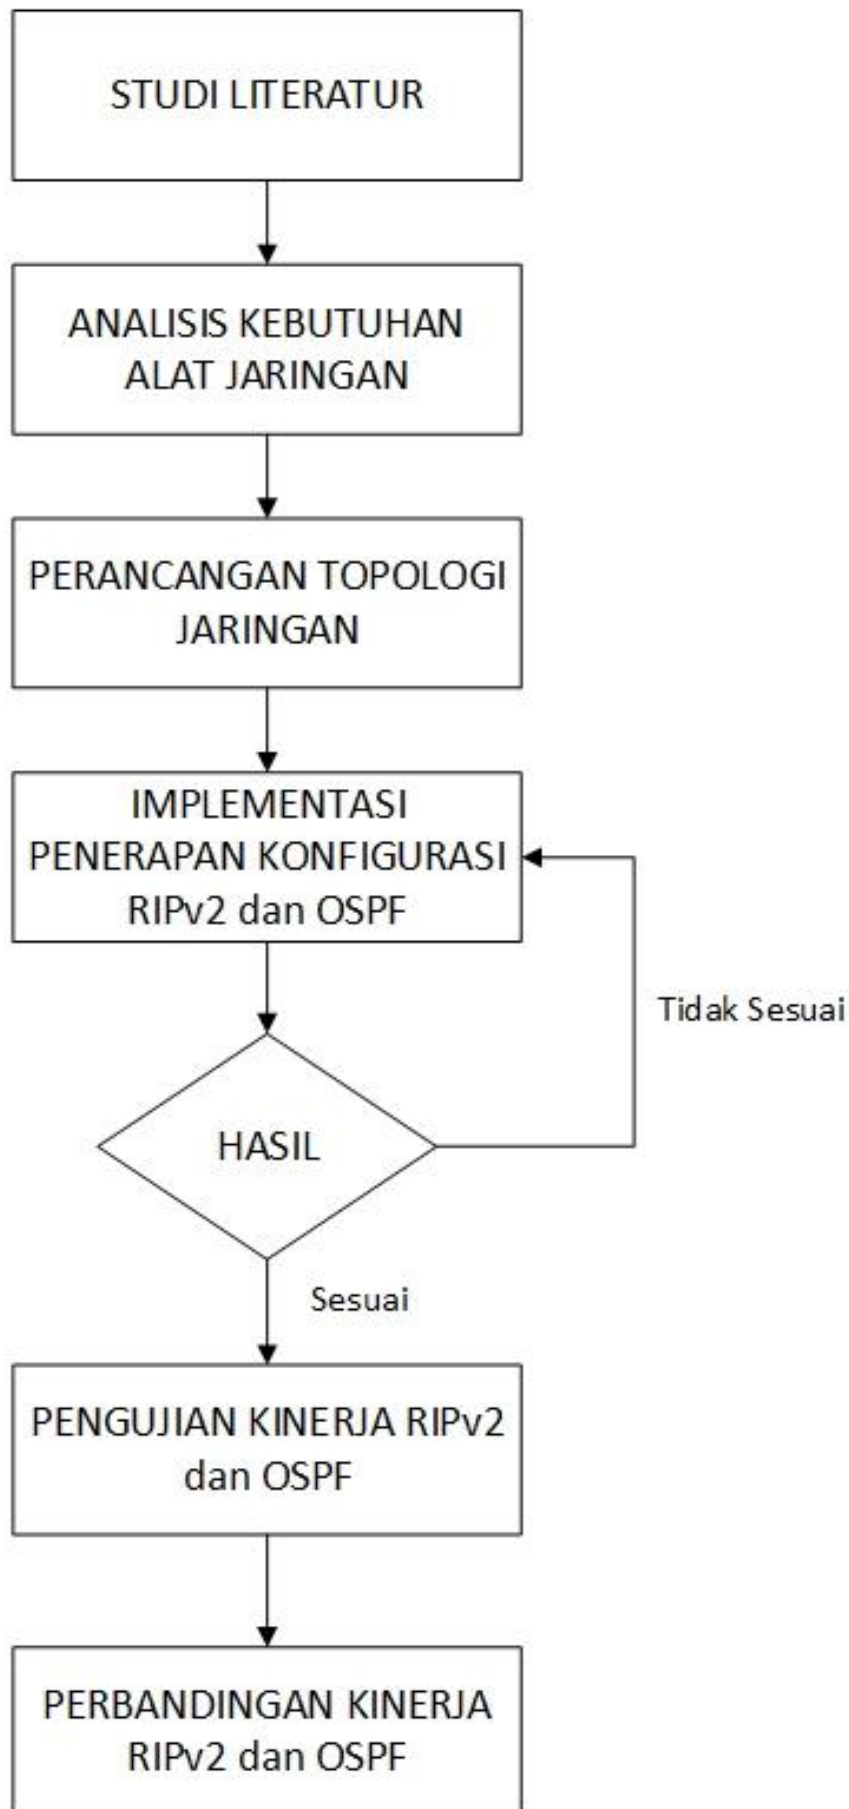 STUDI LITERATUR
ANALISIS KEBUTUHAN
ALAT JARINGAN
PERANCANGAN TOPOLOGI
JARINGAN
IMPLEMENTASI
PENERAPAN KONFIGURASI
RIPv2 dan OSPF
Tidak Sesuai
HASIL
Sesuai
PENGUJIAN KINERJA RIPv2
dan OSPF
PERBANDINGAN KINERJA
RIPv2 dan OSPF